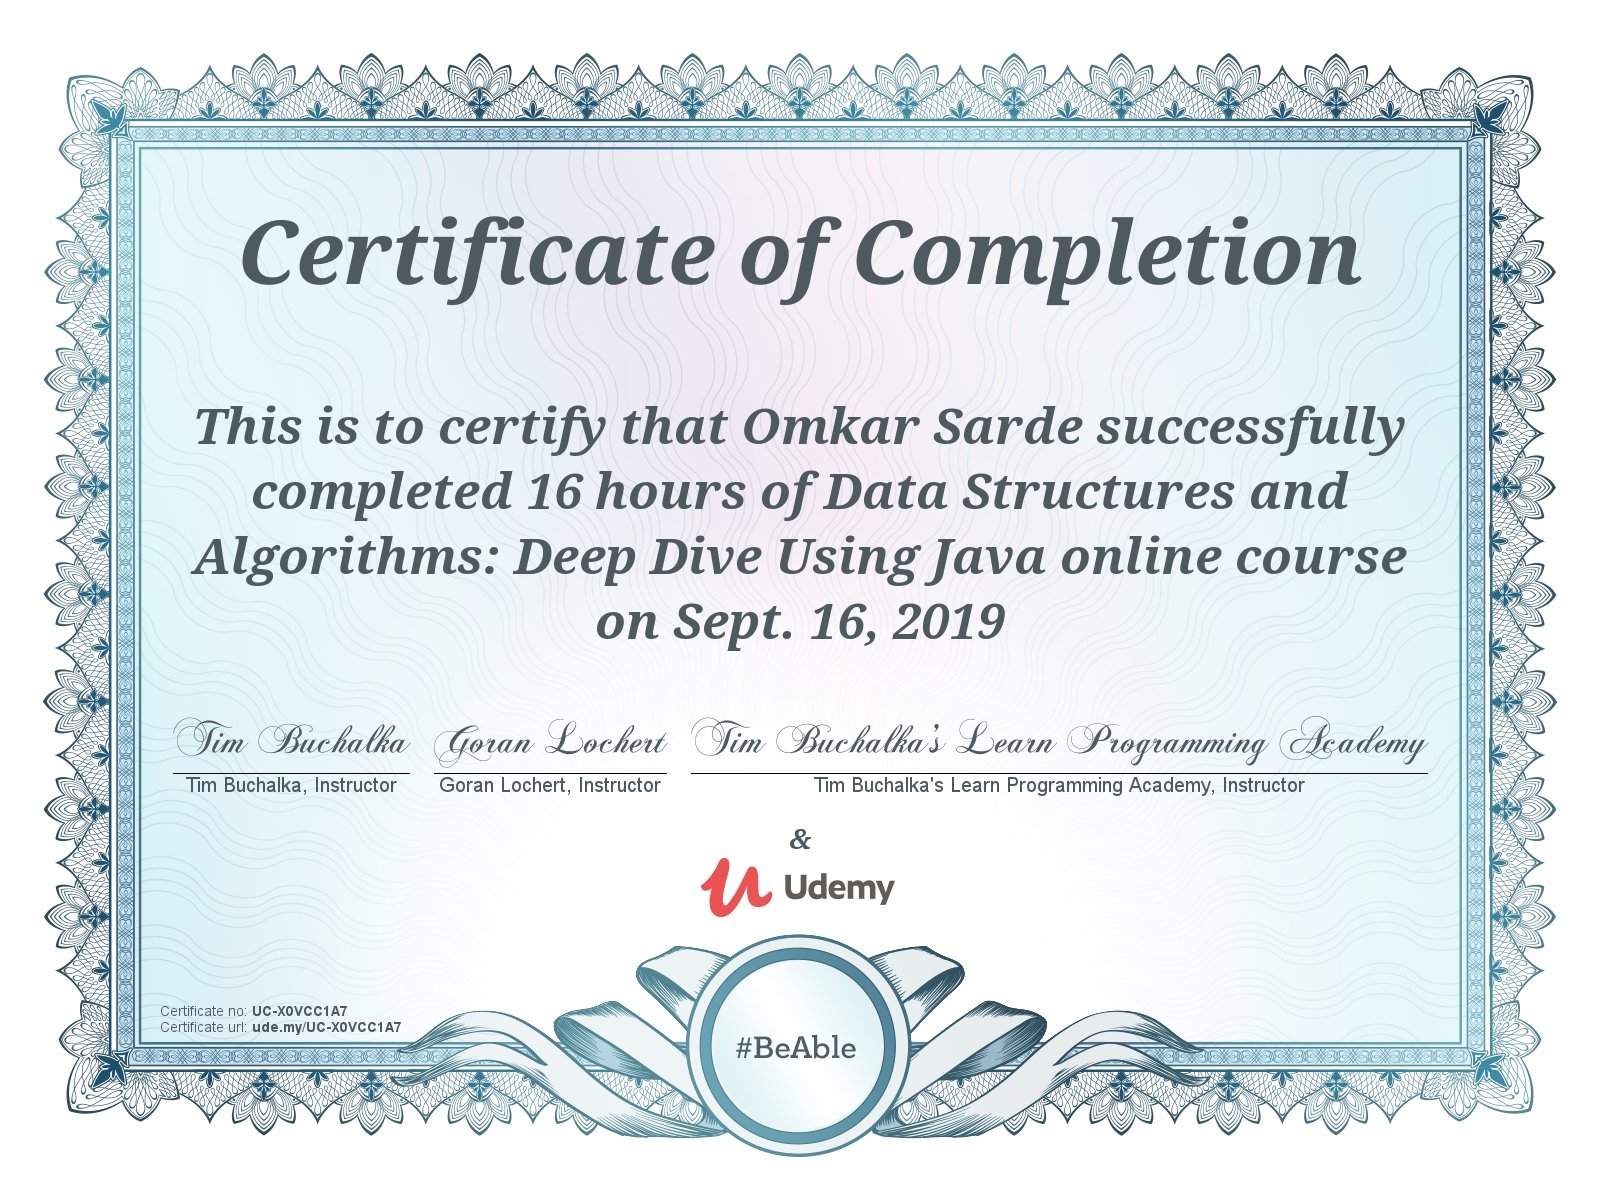 Certificate of Completion
This is to certify that Omkar Sarde successfully
completed 16 hours of Data Structures and
Algorithms: Deep Dive Using Java online course
on Sept. 16, 2019
Tim Buchalka Goran Lochert Tim Buchalka's Learn Programming Academy
Tim Buchalka, Instructor Goran Lochert, Instructor Tim Buchalka's Learn Programming Academy, Instructor
&
Udemy
Certificate no: UC-X0VCC1A7
Certificate url: ude.my/UC-X0VCC1A7
#BeAble